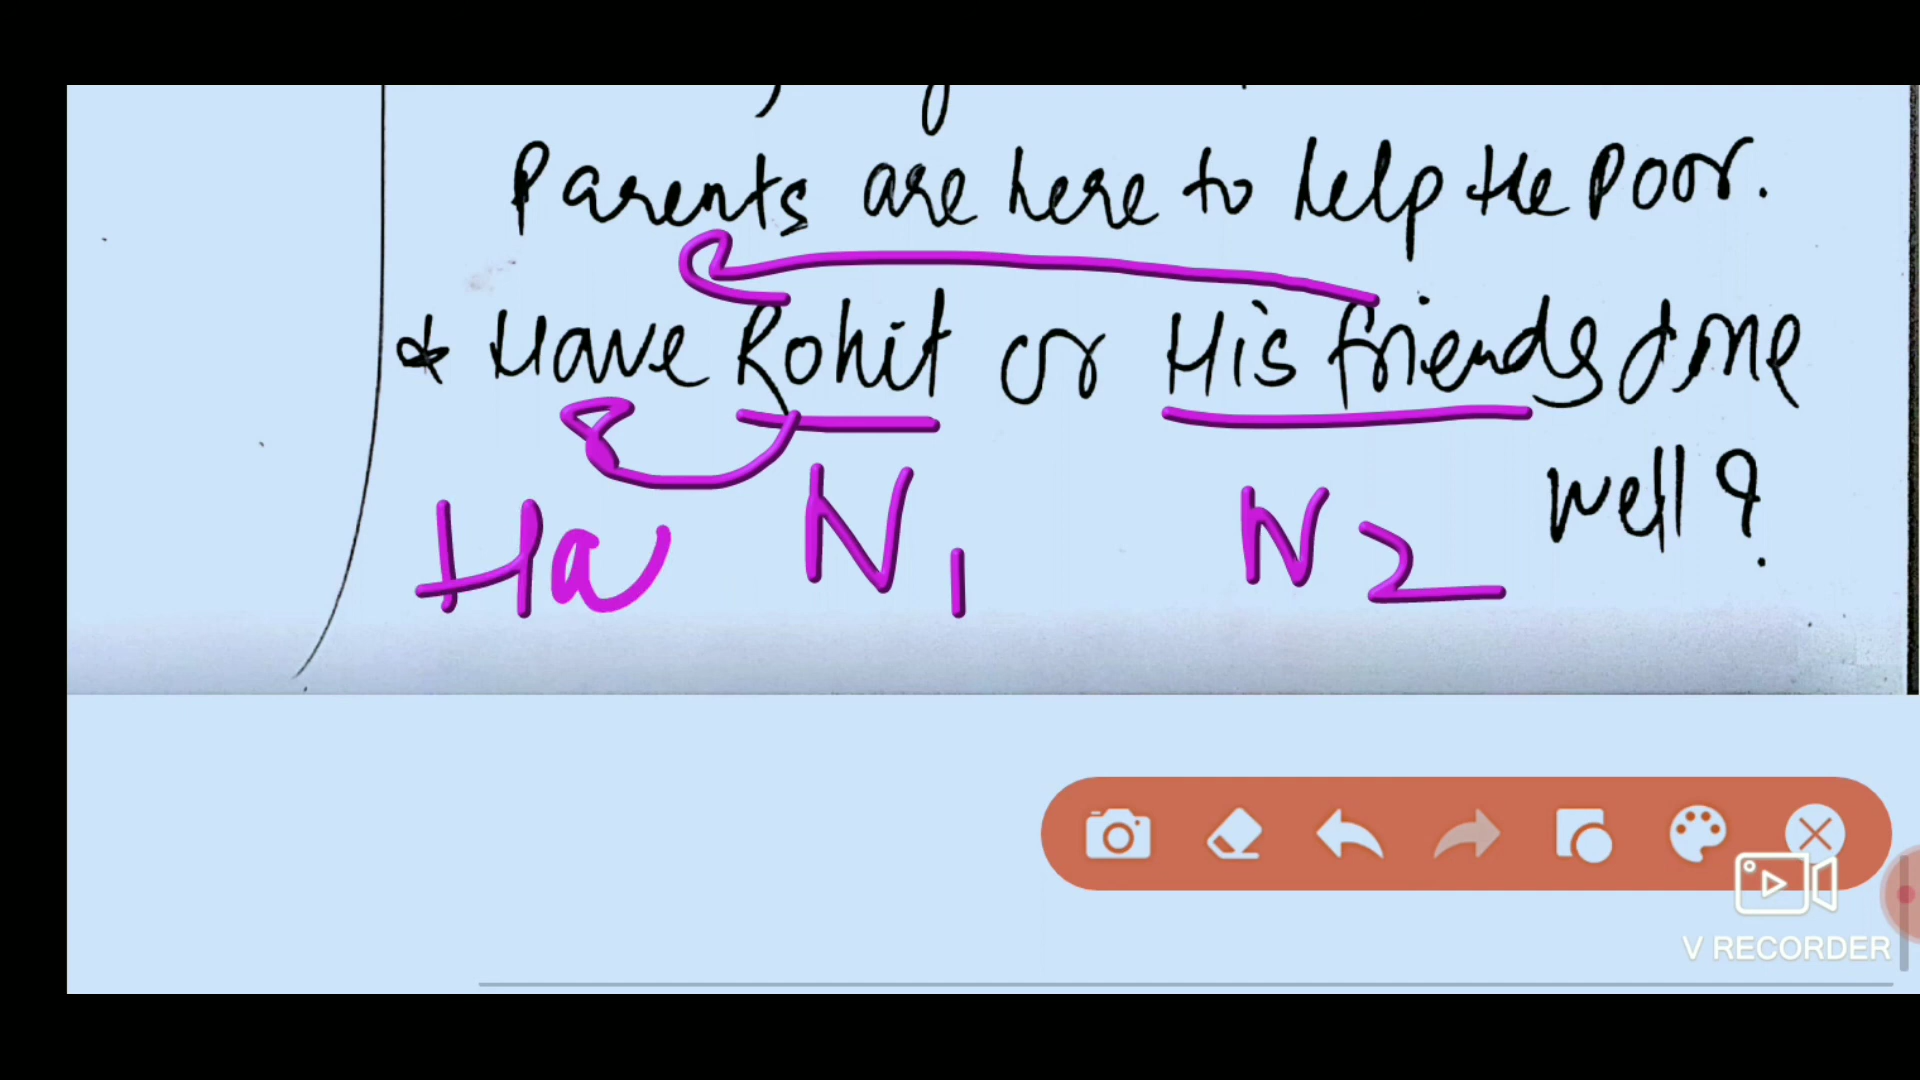 Parents are here to help the Poor.
* Have Rohit or His friends done
well?
Ha N1 N2
V RECORDER